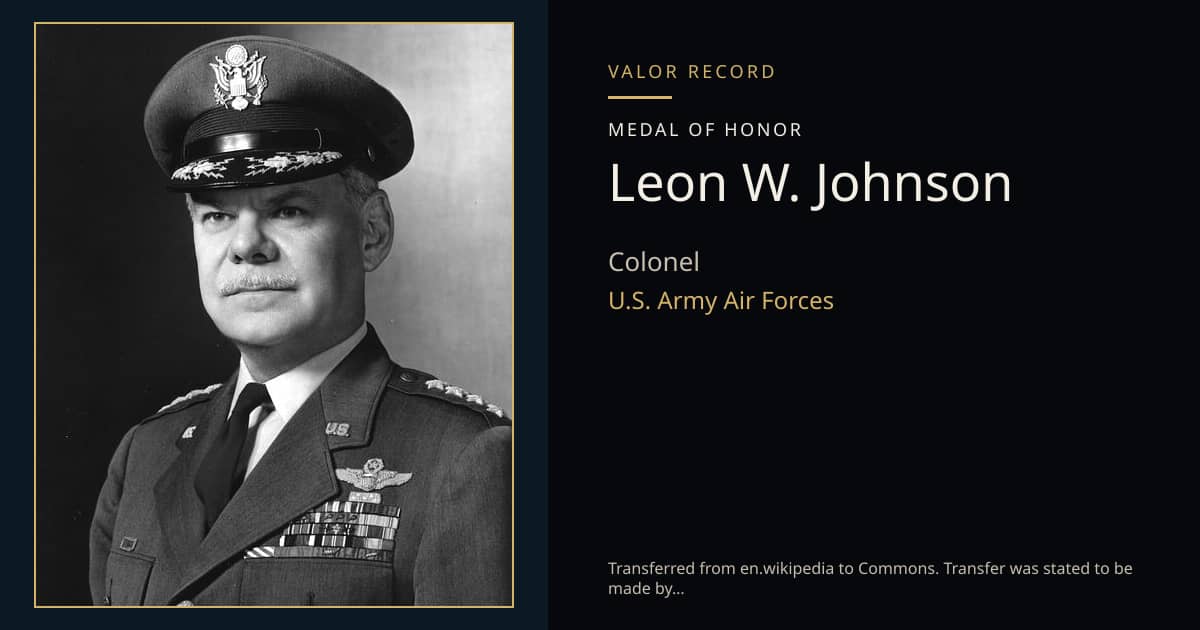 VALOR RECORD
MEDAL OF HONOR
Leon W. Johnson
Colonel
U.S. Army Air Forces
Transferred from en.wikipedia to Commons. Transfer was stated to be
made by...
U.S.